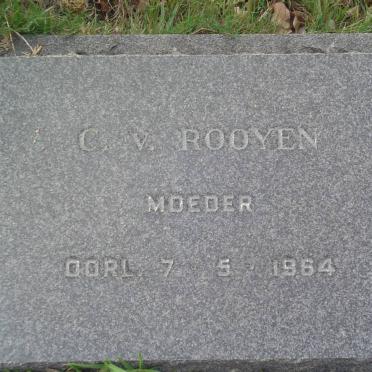 C. V. ROOYEN
MOEDER
OORL. 7 - 5 - 1964